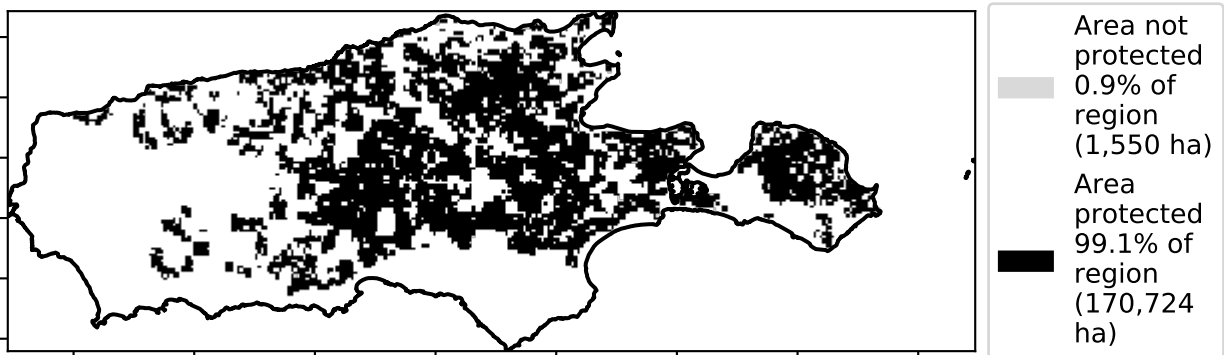 Area not
protected
0.9% of
region
(1,550 ha)
Area
protected
99.1% of
region
(170,724
ha)